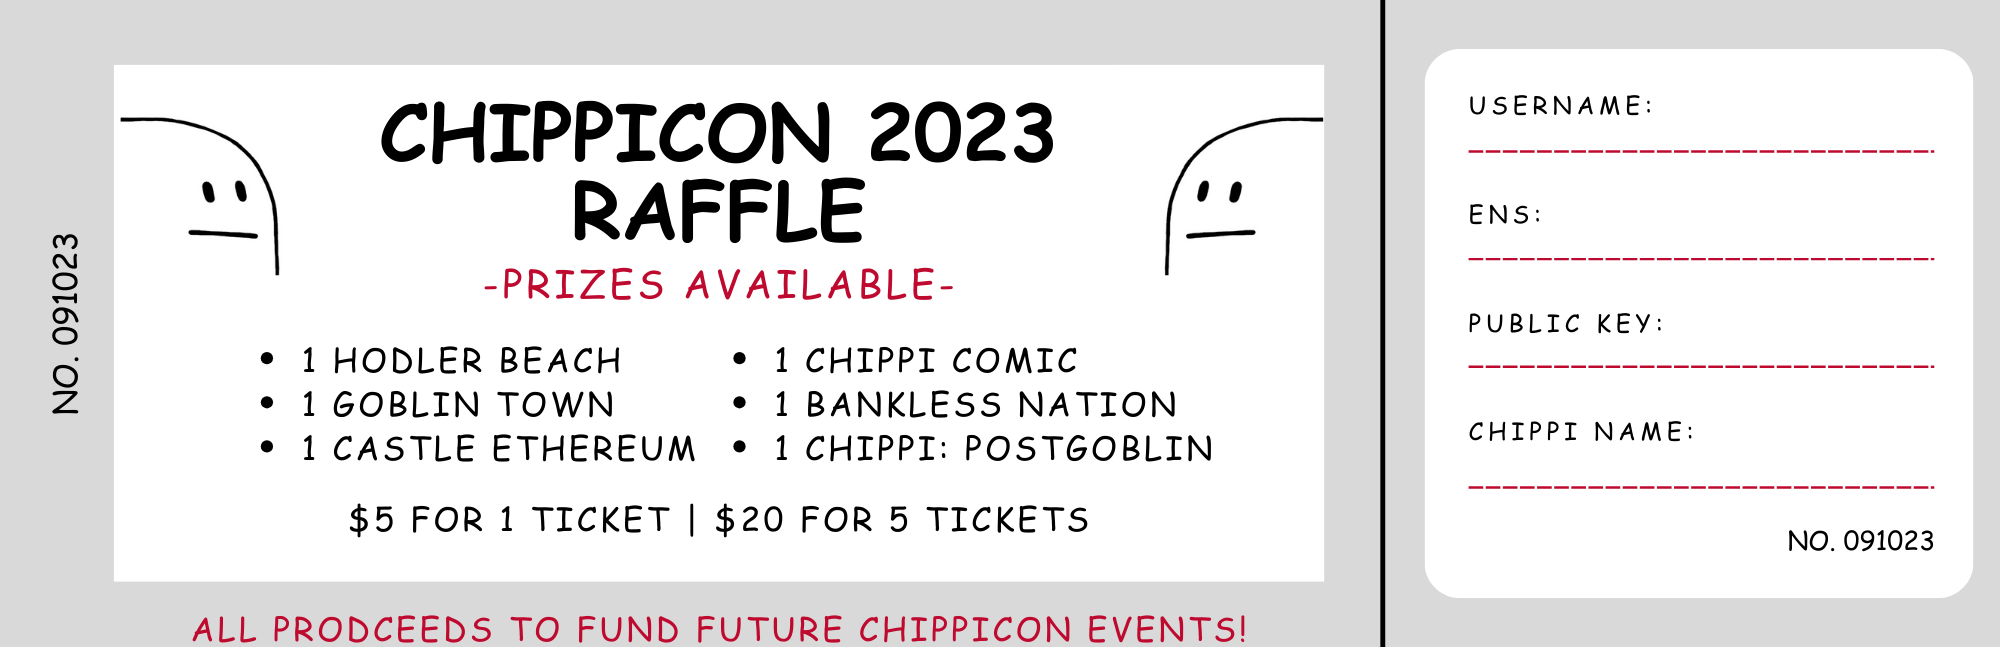 NO. 091023
CHIPPICON 2023
RAFFLE
-PRIZES AVAILABLE-
• 1 HODLER BEACH
• 1 GOBLIN TOWN
• 1 CASTLE ETHEREUM
• 1 CHIPPI COMIC
• 1 BANKLESS NATION
• 1 CHIPPI: POSTGOBLIN
$5 FOR 1 TICKET | $20 FOR 5 TICKETS
ALL PRODCEEDS TO FUND FUTURE CHIPPICON EVENTS!
USERNAME:
ENS:
PUBLIC KEY:
CHIPPI NAME:
NO. 091023